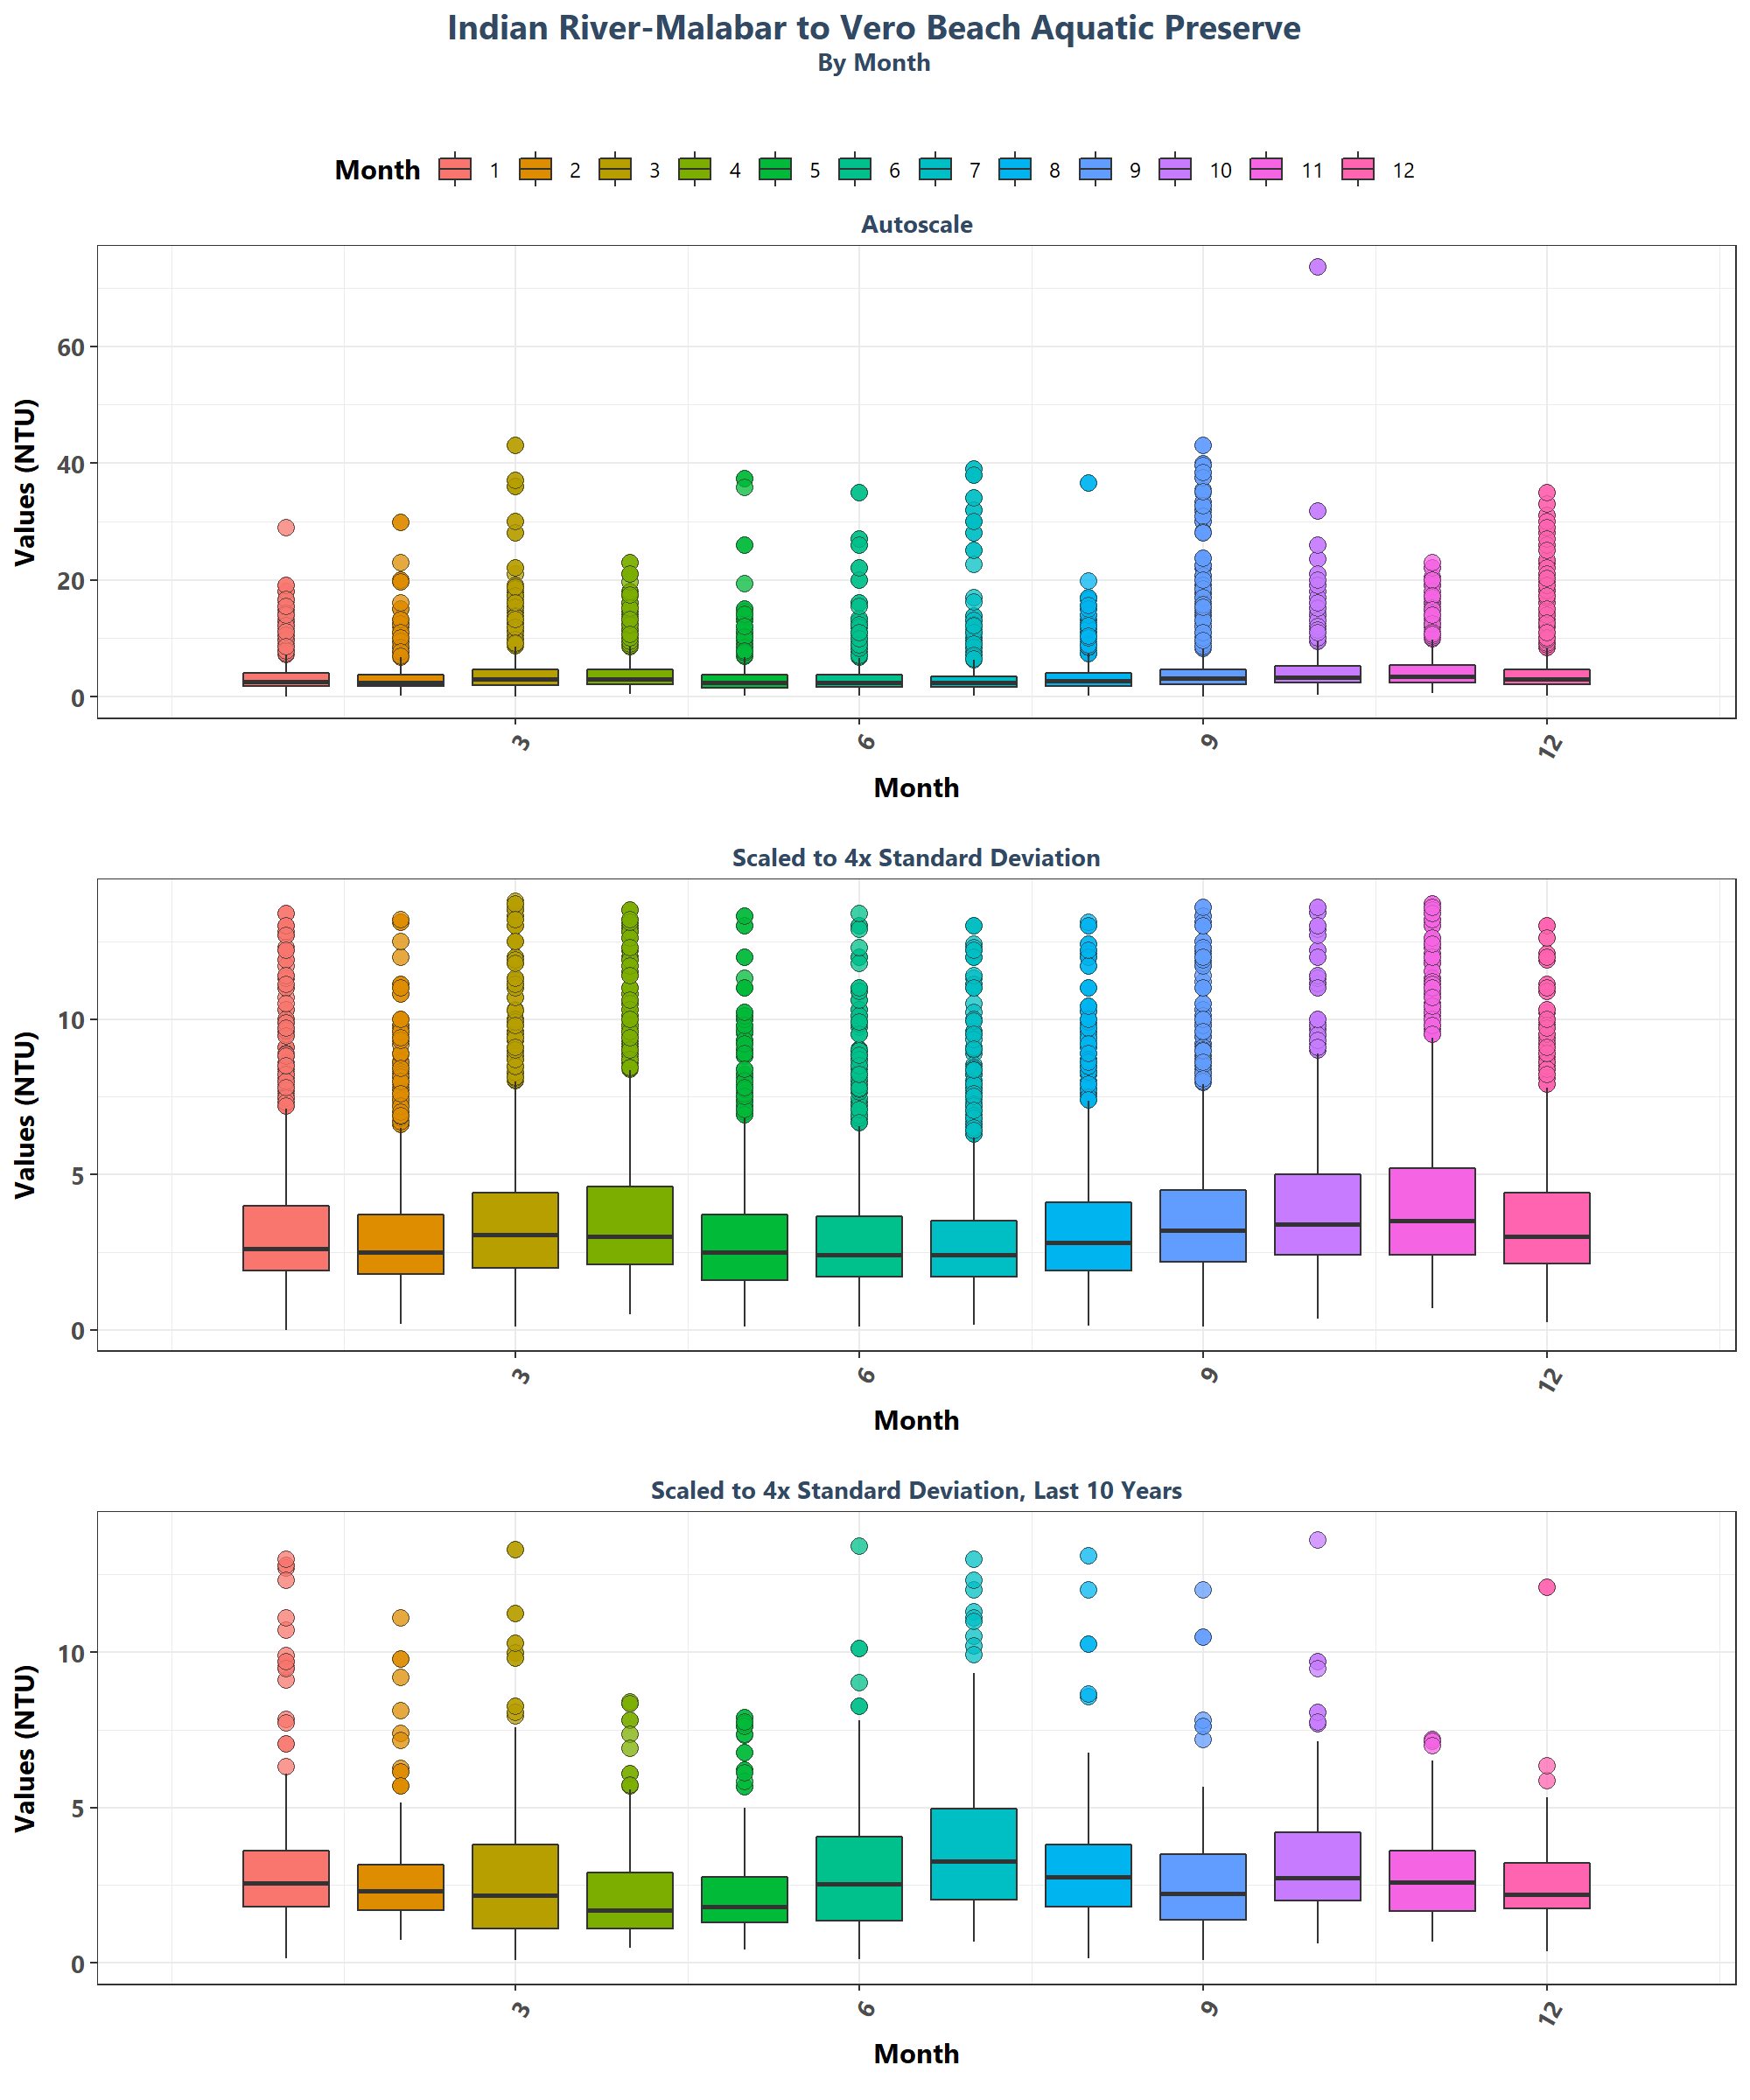 Indian River-Malabar to Vero Beach Aquatic Preserve
By Month
Month 1 2 3 4 5 6 7 8 9 10 11 12
Autoscale
Values (NTU)
60
40
20
0
3 6 9 12
Month
Scaled to 4x Standard Deviation
Values (NTU)
10
5
0
3 6 9 12
Month
Scaled to 4x Standard Deviation, Last 10 Years
Values (NTU)
10
5
0
3 6 9 12
Month